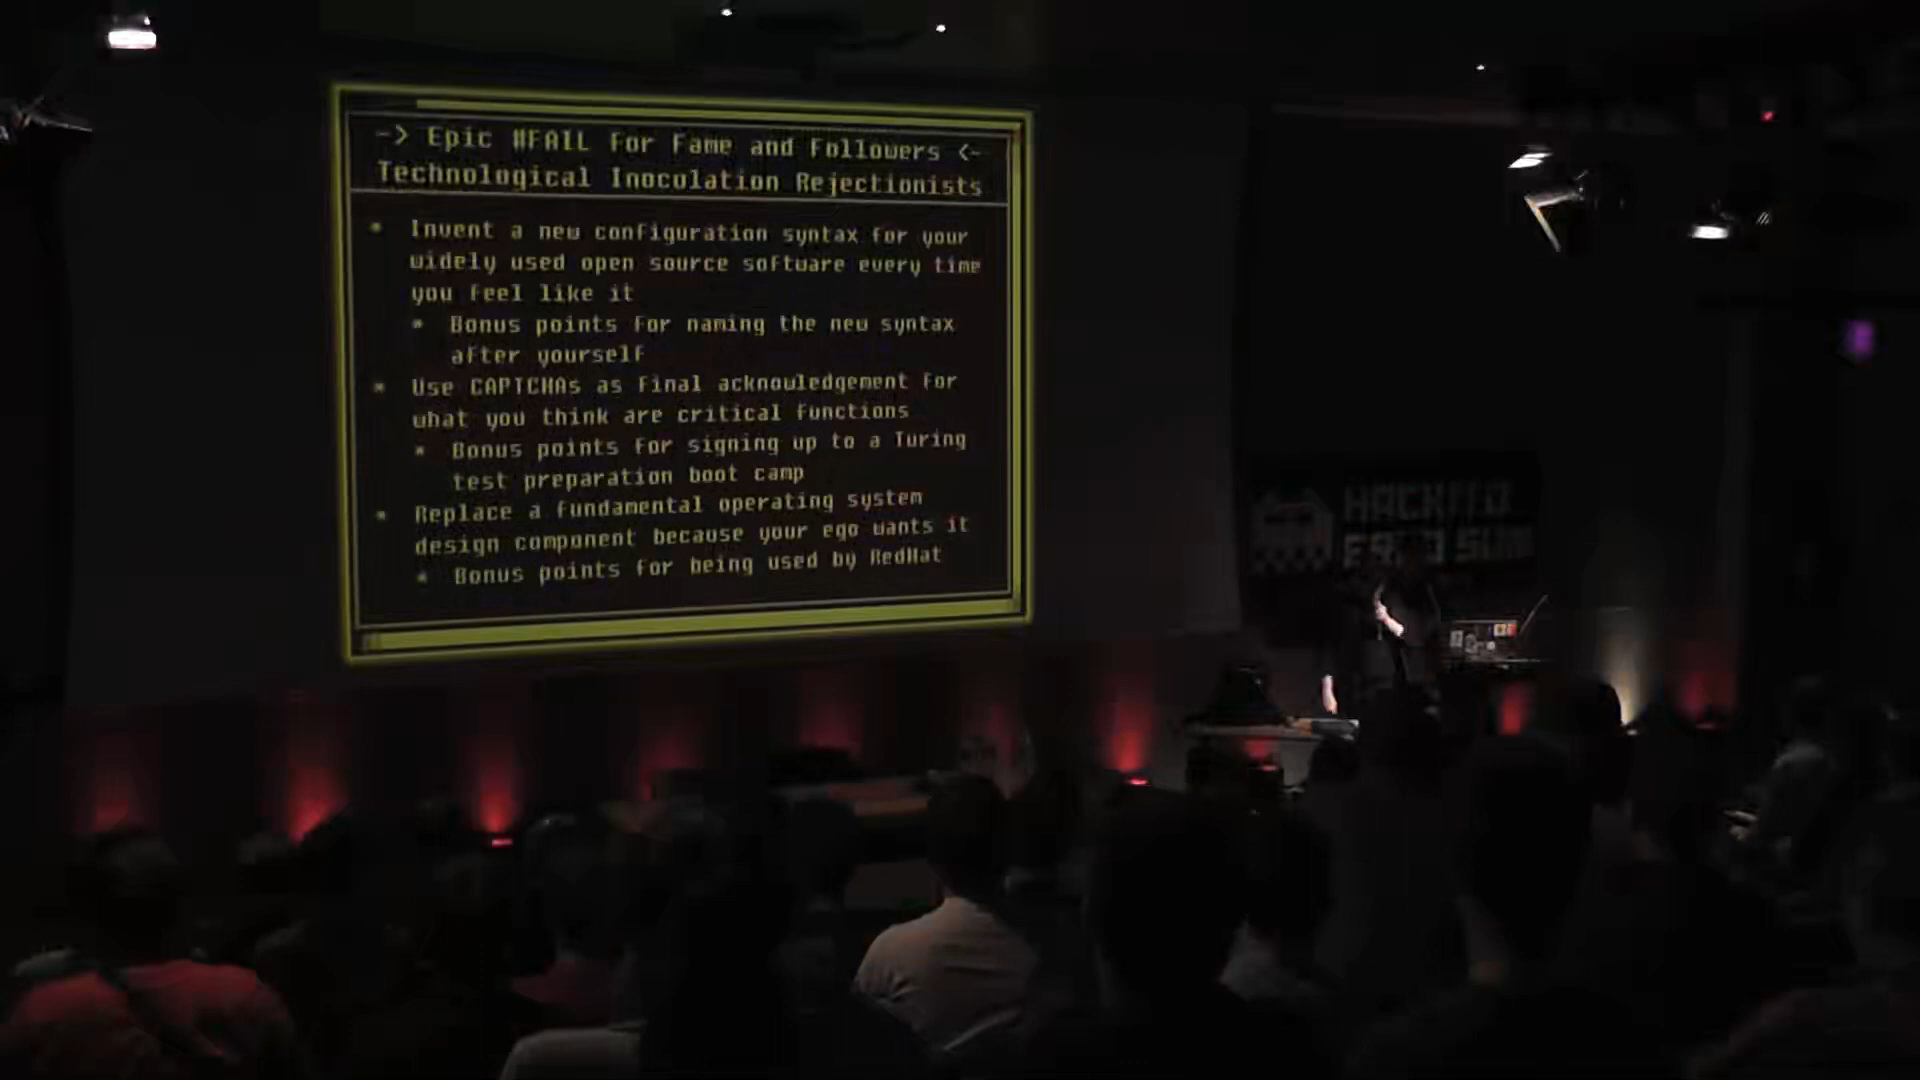 -> Epic #FAIL for Fame and Followers <-
Technological Inoculation Rejectionists
* Invent a new configuration syntax for your
widely used open source software every time
you feel like it
* Bonus points for naming the new syntax
after yourself
* Use CAPTCHAs as final acknowledgement for
what you think are critical functions
* Bonus points for signing up to a Turing
test preparation boot camp
* Replace a fundamental operating system
design component because your ego wants it
* Bonus points for being used by RedHat